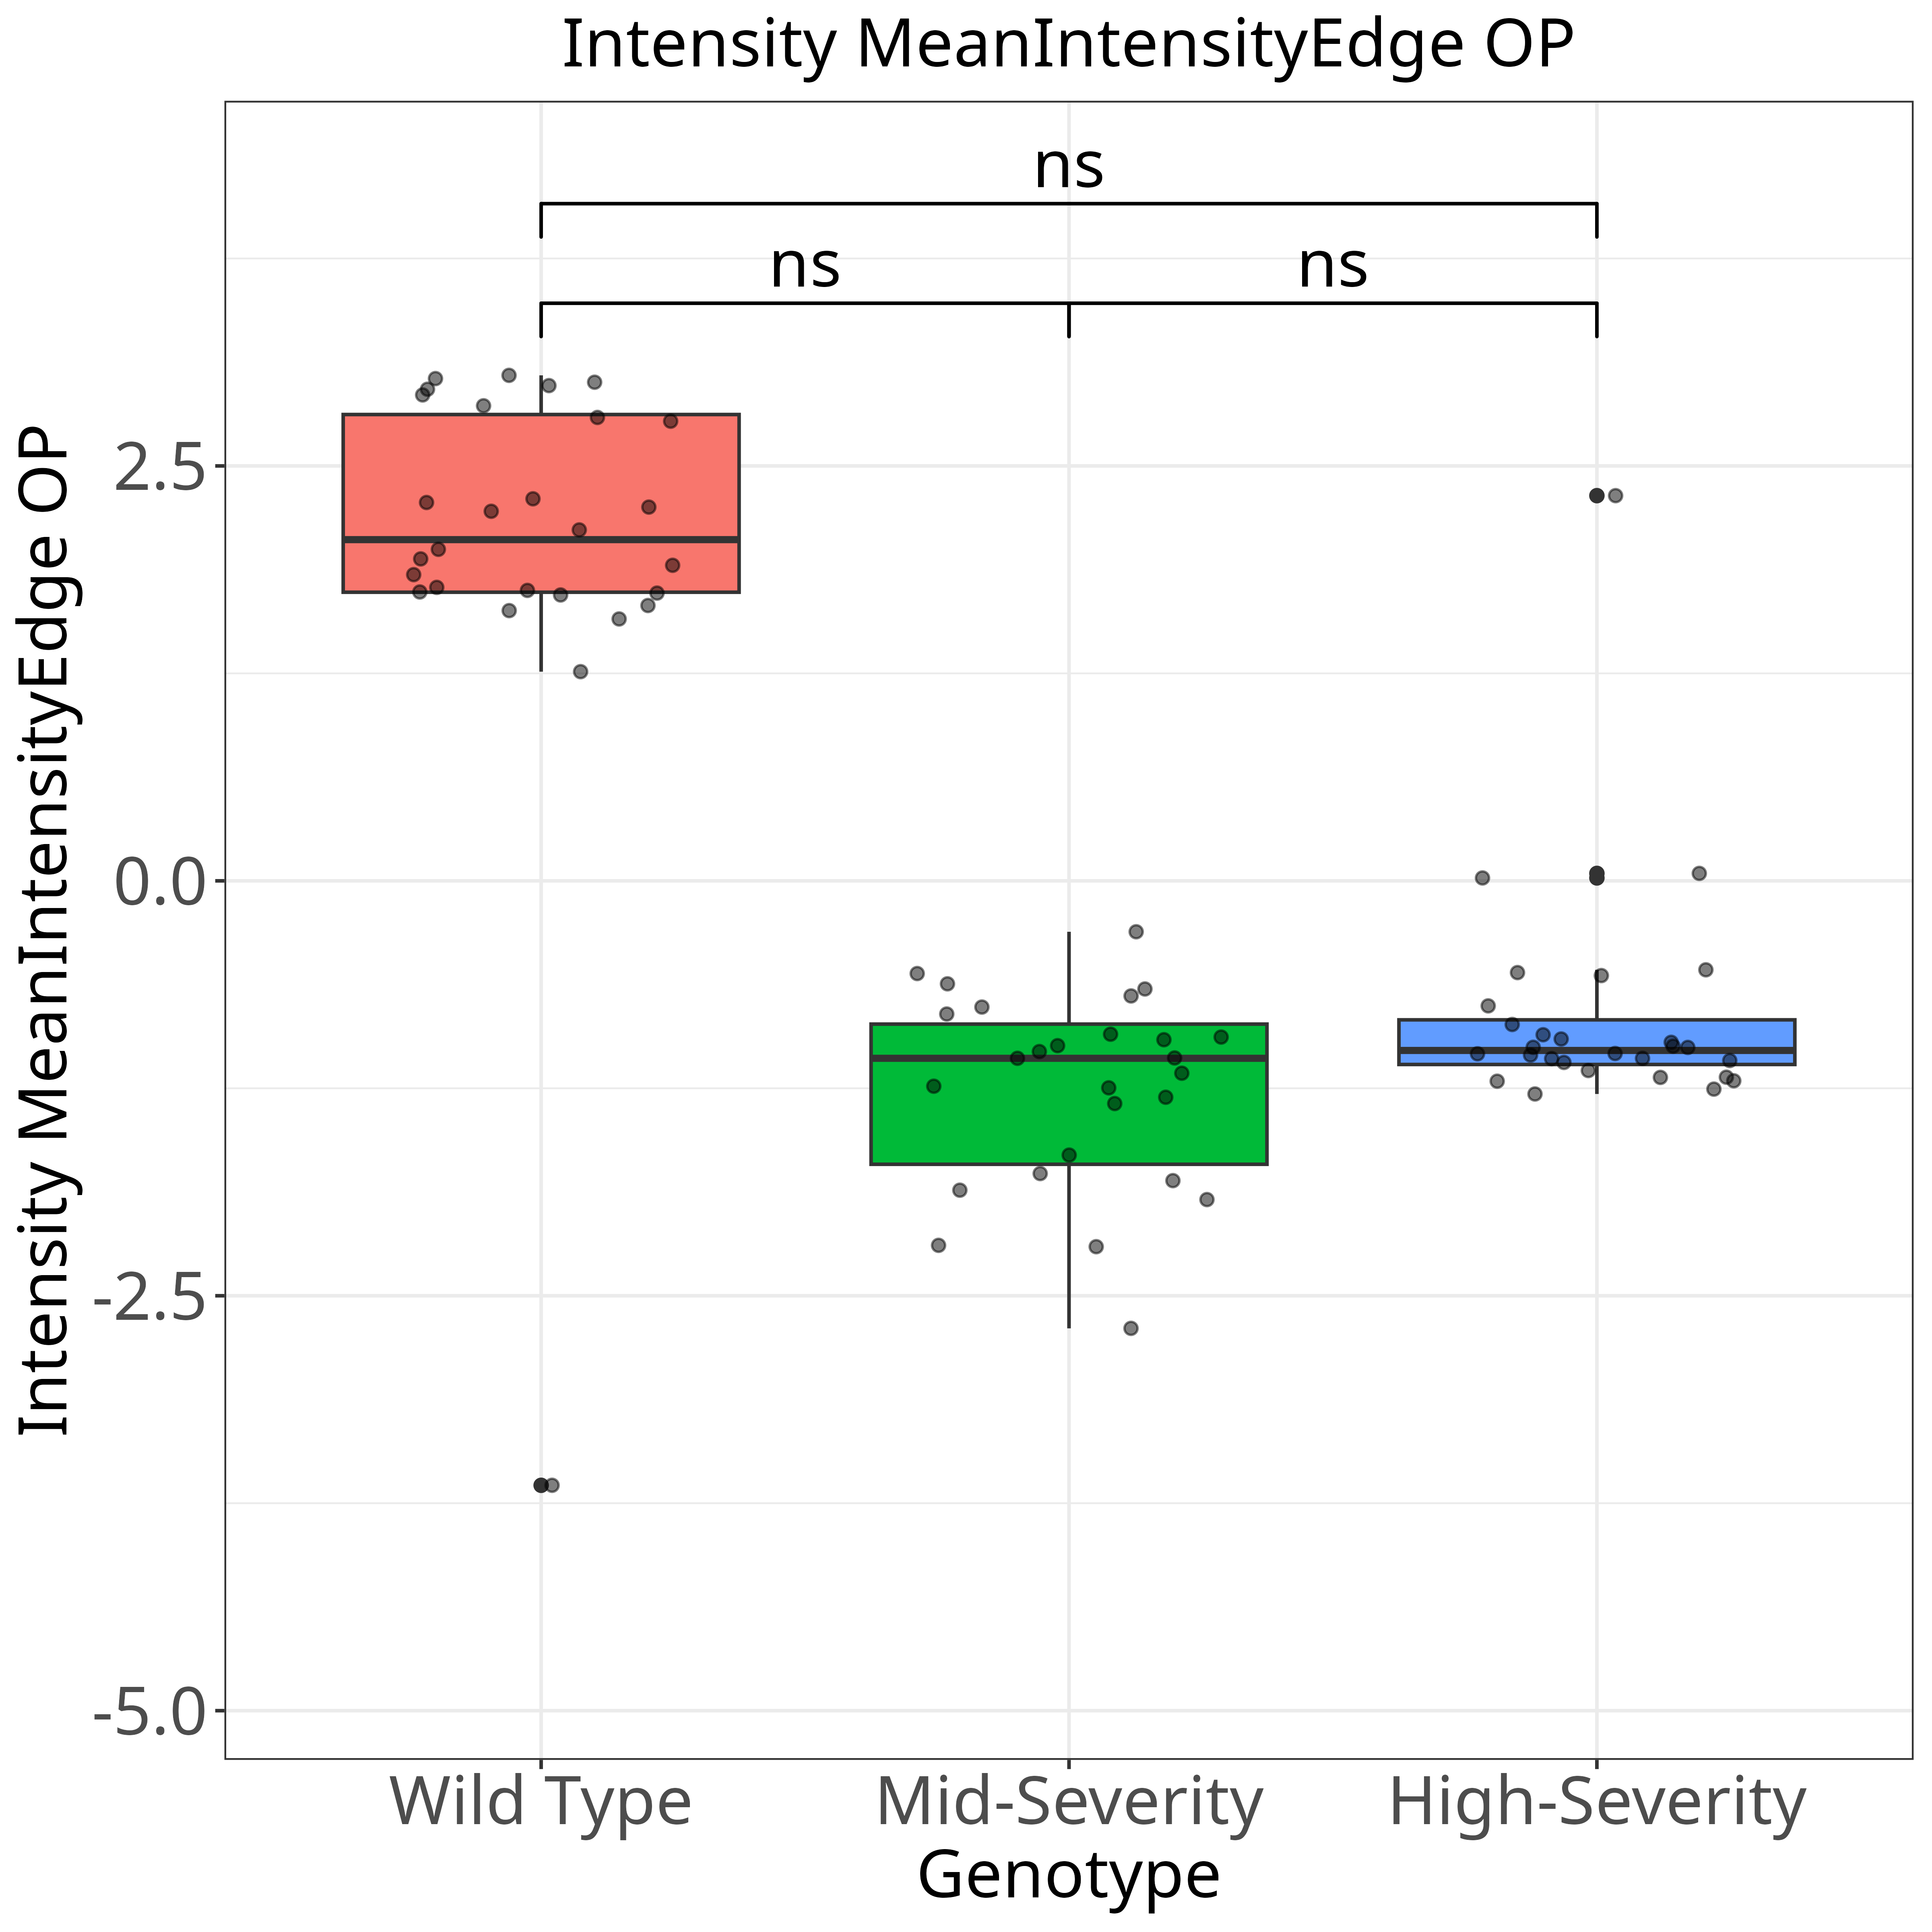 Intensity MeanIntensityEdge OP
ns
ns
ns
Intensity MeanIntensityEdge OP
2.5
0.0
-2.5
-5.0
Wild Type
Mid-Severity
High-Severity
Genotype